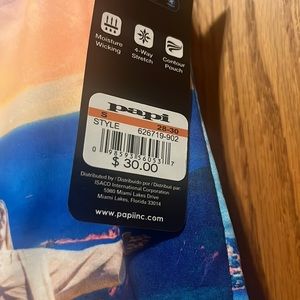 Moisture
Wicking
4-Way
Stretch
Contour
Pouch
papi
S 28-30
STYLE 626719-902
$ 30.00
Distributed by / Distribuido por / Distribué par:
ISACO International Corporation
5980 Miami Lakes Drive
Miami Lakes, Florida 33014
www.papiinc.com